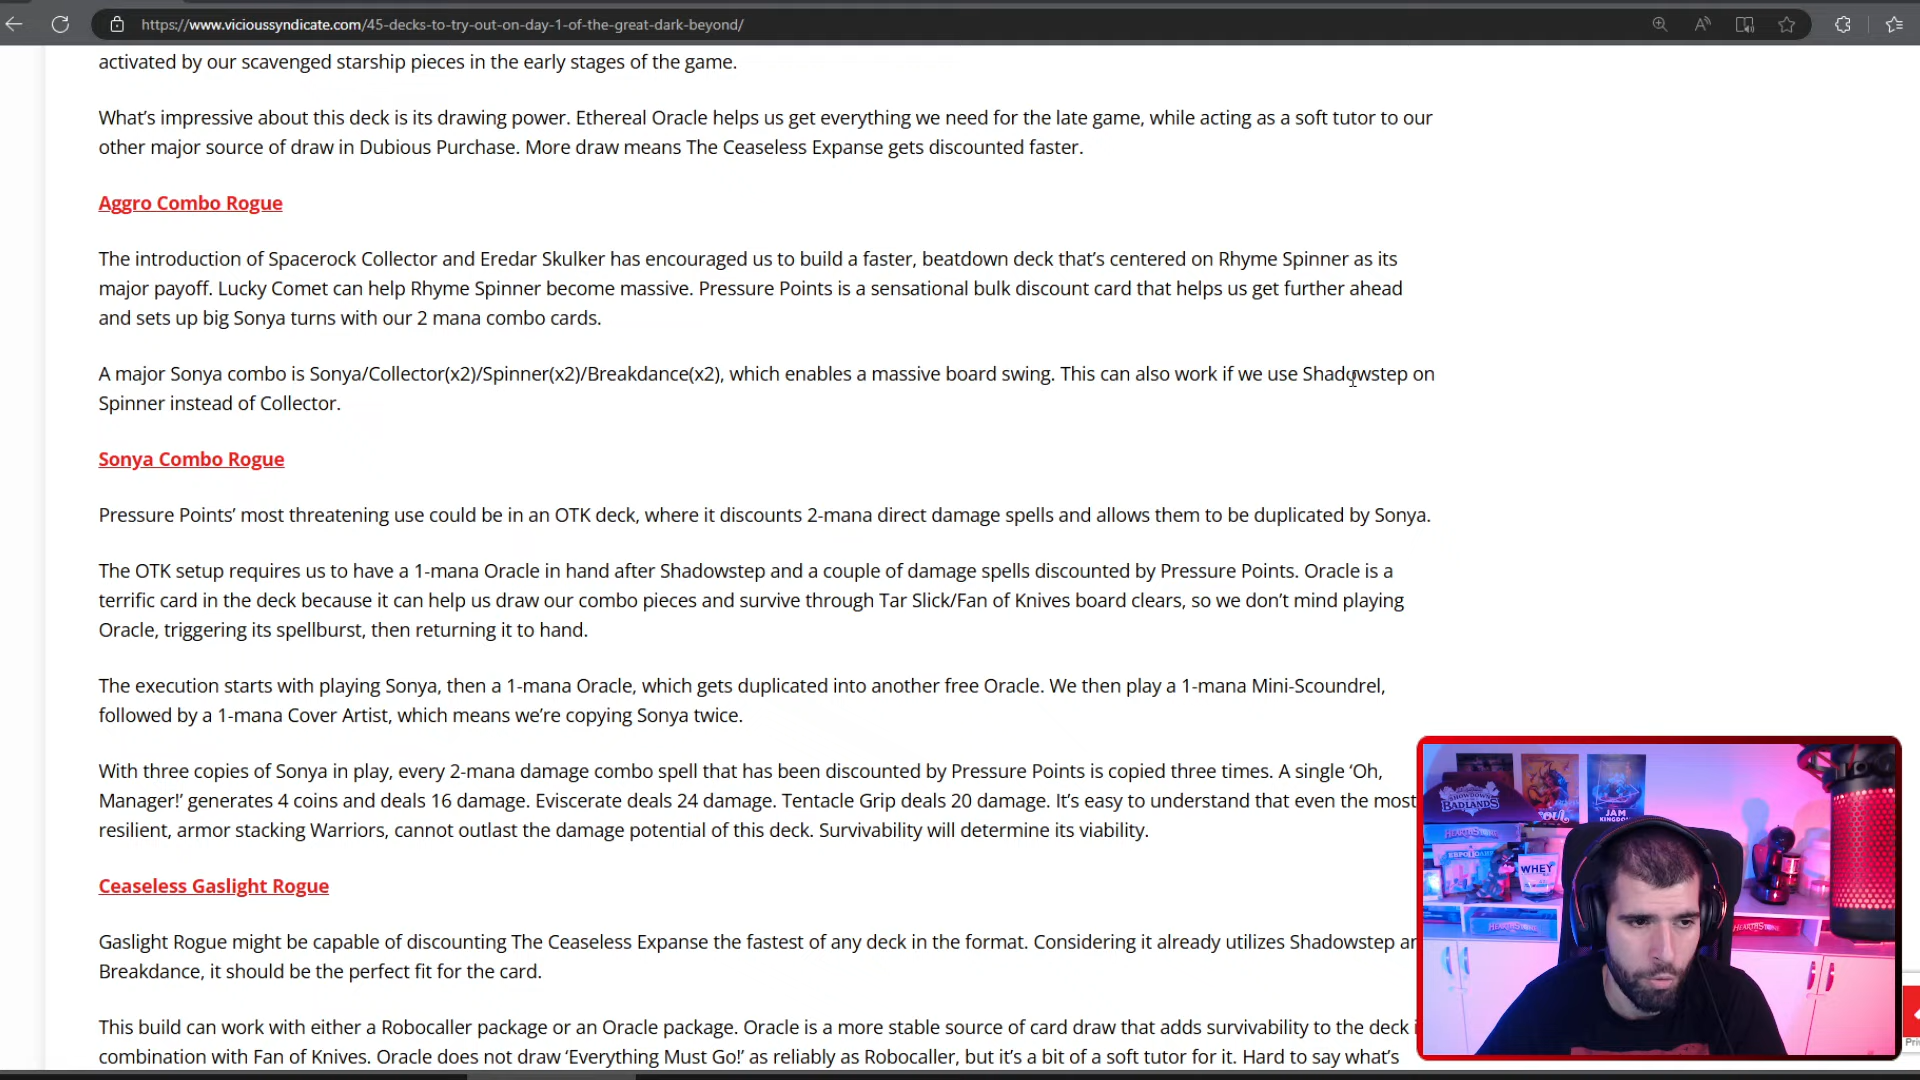 https://www.vicioussyndicate.com/45-decks-to-try-out-on-day-1-of-the-great-dark-beyond/
activated by our scavenged starship pieces in the early stages of the game.
What's impressive about this deck is its drawing power. Ethereal Oracle helps us get everything we need for the late game, while acting as a soft tutor to our
other major source of draw in Dubious Purchase. More draw means The Ceaseless Expanse gets discounted faster.
Aggro Combo Rogue
The introduction of Spacerock Collector and Eredar Skulker has encouraged us to build a faster, beatdown deck that's centered on Rhyme Spinner as its
major payoff. Lucky Comet can help Rhyme Spinner become massive. Pressure Points is a sensational bulk discount card that helps us get further ahead
and sets up big Sonya turns with our 2 mana combo cards.
A major Sonya combo is Sonya/Collector(x2)/Spinner(x2)/Breakdance(x2), which enables a massive board swing. This can also work if we use Shadowstep on
Spinner instead of Collector.
Sonya Combo Rogue
Pressure Points' most threatening use could be in an OTK deck, where it discounts 2-mana direct damage spells and allows them to be duplicated by Sonya.
The OTK setup requires us to have a 1-mana Oracle in hand after Shadowstep and a couple of damage spells discounted by Pressure Points. Oracle is a
terrific card in the deck because it can help us draw our combo pieces and survive through Tar Slick/Fan of Knives board clears, so we don't mind playing
Oracle, triggering its spellburst, then returning it to hand.
The execution starts with playing Sonya, then a 1-mana Oracle, which gets duplicated into another free Oracle. We then play a 1-mana Mini-Scoundrel,
followed by a 1-mana Cover Artist, which means we're copying Sonya twice.
With three copies of Sonya in play, every 2-mana damage combo spell that has been discounted by Pressure Points is copied three times. A single 'Oh,
Manager!' generates 4 coins and deals 16 damage. Eviscerate deals 24 damage. Tentacle Grip deals 20 damage. It's easy to understand that even the most
resilient, armor stacking Warriors, cannot outlast the damage potential of this deck. Survivability will determine its viability.
Ceaseless Gaslight Rogue
Gaslight Rogue might be capable of discounting The Ceaseless Expanse the fastest of any deck in the format. Considering it already utilizes Shadowstep ar
Breakdance, it should be the perfect fit for the card.
This build can work with either a Robocaller package or an Oracle package. Oracle is a more stable source of card draw that adds survivability to the deck i
combination with Fan of Knives. Oracle does not draw 'Everything Must Go!' as reliably as Robocaller, but it's a bit of a soft tutor for it. Hard to say what's
SHOWDOWN
BADLANDS
JAM
KINGDOM
HEARTHSTONE
WHEY